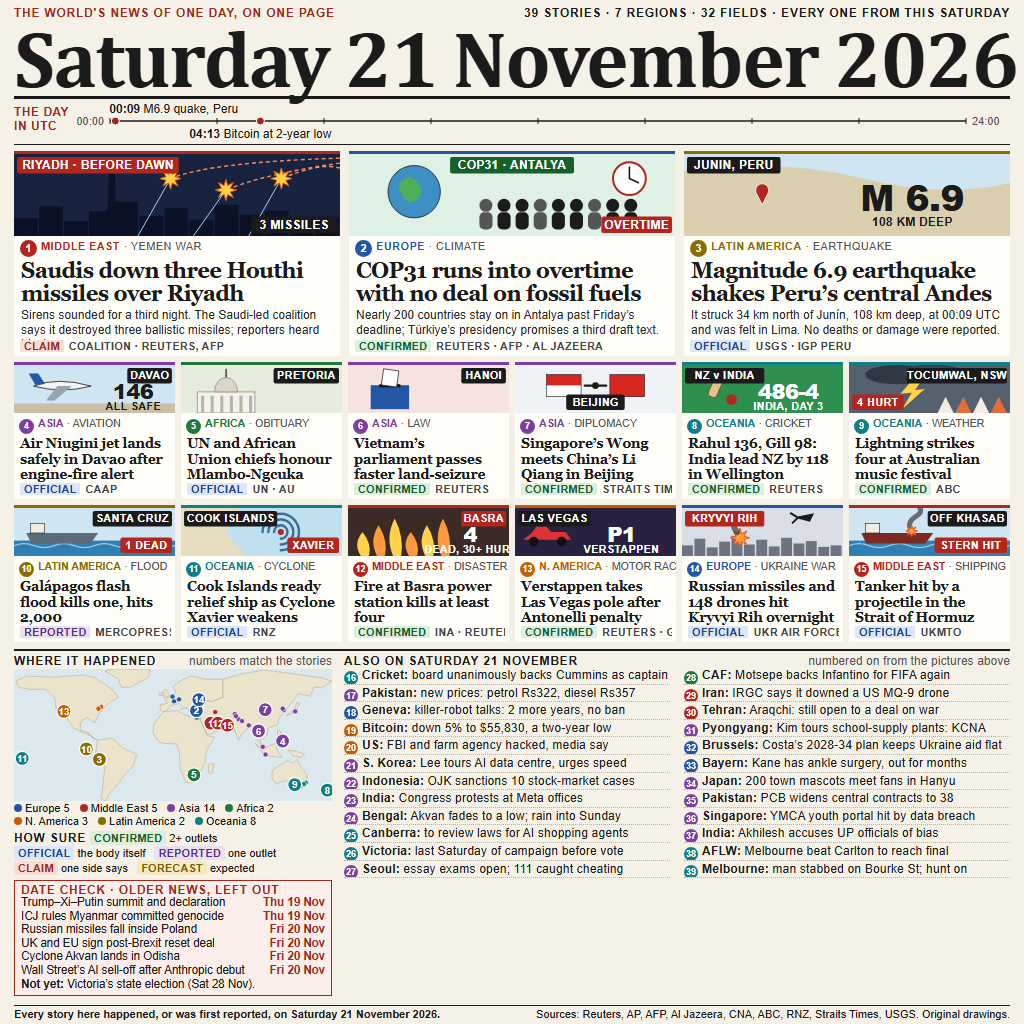 THE WORLD'S NEWS OF ONE DAY, ON ONE PAGE
39 STORIES · 7 REGIONS · 32 FIELDS · EVERY ONE FROM THIS SATURDAY
Saturday 21 November 2026
THE DAY
IN UTC
00:00
00:09 M6.9 quake, Peru
04:13 Bitcoin at 2-year low
24:00
RIYADH · BEFORE DAWN
3 MISSILES
1 MIDDLE EAST · YEMEN WAR
Saudis down three Houthi
missiles over Riyadh
Sirens sounded for a third night. The Saudi-led coalition
says it destroyed three ballistic missiles; reporters heard
CLAIM COALITION · REUTERS, AFP
COP31 · ANTALYA
OVERTIME
2 EUROPE · CLIMATE
COP31 runs into overtime
with no deal on fossil fuels
Nearly 200 countries stay on in Antalya past Friday's
deadline; Türkiye's presidency promises a third draft text.
CONFIRMED REUTERS · AFP · AL JAZEERA
JUNÍN, PERU
M 6.9
108 KM DEEP
3 LATIN AMERICA · EARTHQUAKE
Magnitude 6.9 earthquake
shakes Peru's central Andes
It struck 34 km north of Junín, 108 km deep, at 00:09 UTC
and was felt in Lima. No deaths or damage were reported.
OFFICIAL USGS · IGP PERU
DAVAO
146
ALL SAFE
4 ASIA · AVIATION
Air Niugini jet lands
safely in Davao after
engine-fire alert
OFFICIAL CAAP
PRETORIA
5 AFRICA · OBITUARY
UN and African
Union chiefs honour
Mlambo-Ngcuka
OFFICIAL UN · AU
HANOI
6 ASIA · LAW
Vietnam's
parliament passes
faster land-seizure
CONFIRMED REUTERS
BEIJING
7 ASIA · DIPLOMACY
Singapore's Wong
meets China's Li
Qiang in Beijing
CONFIRMED STRAITS TIM
NZ v INDIA
486-4
INDIA, DAY 3
8 OCEANIA · CRICKET
Rahul 136, Gill 98:
India lead NZ by 118
in Wellington
CONFIRMED REUTERS
TOCUMWAL, NSW
4 HURT
9 OCEANIA · WEATHER
Lightning strikes
four at Australian
music festival
CONFIRMED ABC
SANTA CRUZ
1 DEAD
10 LATIN AMERICA · FLOOD
Galápagos flash
flood kills one, hits
2,000
REPORTED MERCOPRES
COOK ISLANDS
XAVIER
11 OCEANIA · CYCLONE
Cook Islands ready
relief ship as Cyclone
Xavier weakens
OFFICIAL RNZ
BASRA
4
DEAD, 30+ HUR
12 MIDDLE EAST · DISASTER
Fire at Basra power
station kills at least
four
CONFIRMED INA · REUTE
LAS VEGAS
P1
VERSTAPPEN
13 N. AMERICA · MOTOR RAC
Verstappen takes
Las Vegas pole after
Antonelli penalty
CONFIRMED REUTERS · G
KRYVYI RIH
14 EUROPE · UKRAINE WAR
Russian missiles and
148 drones hit
Kryvyi Rih overnight
OFFICIAL UKR AIR FORCE
OFF KHASAB
STERN HIT
15 MIDDLE EAST · SHIPPING
Tanker hit by a
projectile in the
Strait of Hormuz
OFFICIAL UKMTO
WHERE IT HAPPENED numbers match the stories
13
14
2
12
15
7
6
4
10
3
5
11
9
8
Europe 5 Middle East 5 Asia 14 Africa 2
N. America 3 Latin America 2 Oceania 8
HOW SURE CONFIRMED 2+ outlets
OFFICIAL the body itself REPORTED one outlet
CLAIM one side says FORECAST expected
DATE CHECK · OLDER NEWS, LEFT OUT
Trump–Xi–Putin summit and declaration Thu 19 Nov
ICJ rules Myanmar committed genocide Thu 19 Nov
Russian missiles fall inside Poland Fri 20 Nov
UK and EU sign post-Brexit reset deal Fri 20 Nov
Cyclone Akvan lands in Odisha Fri 20 Nov
Wall Street's AI sell-off after Anthropic debut Fri 20 Nov
Not yet: Victoria's state election (Sat 28 Nov).
ALSO ON SATURDAY 21 NOVEMBER numbered on from the pictures above
16 Cricket: board unanimously backs Cummins as captain
17 Pakistan: new prices: petrol Rs322, diesel Rs357
18 Geneva: killer-robot talks: 2 more years, no ban
19 Bitcoin: down 5% to $55,830, a two-year low
20 US: FBI and farm agency hacked, media say
21 S. Korea: Lee tours AI data centre, urges speed
22 Indonesia: OJK sanctions 10 stock-market cases
23 India: Congress protests at Meta offices
24 Bengal: Akvan fades to a low; rain into Sunday
25 Canberra: to review laws for AI shopping agents
26 Victoria: last Saturday of campaign before vote
27 Seoul: essay exams open; 111 caught cheating
28 CAF: Motsepe backs Infantino for FIFA again
29 Iran: IRGC says it downed a US MQ-9 drone
30 Tehran: Araqchi: still open to a deal on war
31 Pyongyang: Kim tours school-supply plants: KCNA
32 Brussels: Costa's 2028-34 plan keeps Ukraine aid flat
33 Bayern: Kane has ankle surgery, out for months
34 Japan: 200 town mascots meet fans in Hanyu
35 Pakistan: PCB widens central contracts to 38
36 Singapore: YMCA youth portal hit by data breach
37 India: Akhilesh accuses UP officials of bias
38 AFLW: Melbourne beat Carlton to reach final
39 Melbourne: man stabbed on Bourke St; hunt on
Every story here happened, or was first reported, on Saturday 21 November 2026.
Sources: Reuters, AP, AFP, Al Jazeera, CNA, ABC, RNZ, Straits Times, UKMTO, USGS. Original drawings.